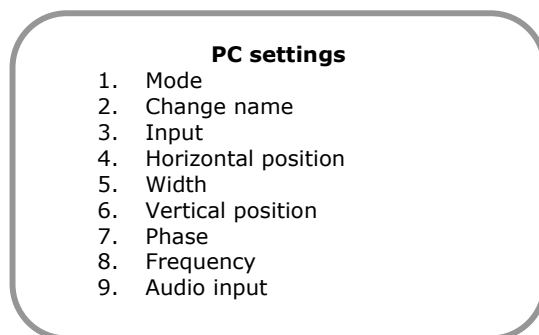 PC settings
1. Mode
2. Change name
3. Input
4. Horizontal position
5. Width
6. Vertical position
7. Phase
8. Frequency
9. Audio input